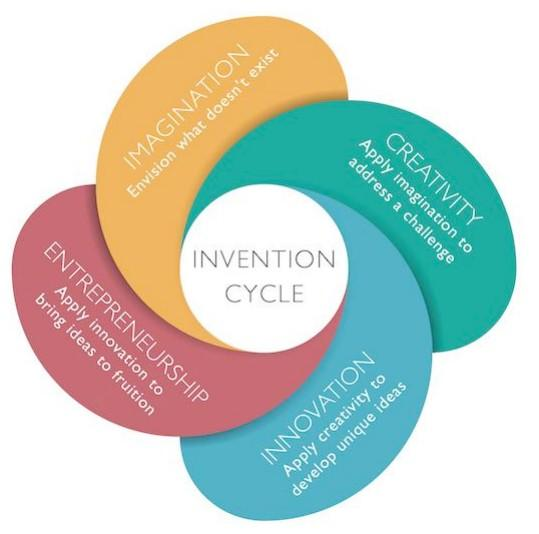 IMAGINATION
Envision what doesn't exist
CREATIVITY
Apply imagination to
address a challenge
INVENTION
CYCLE
ENTREPRENEURSHIP
Apply innovation to
bring ideas to fruition
INNOVATION
Apply creativity to
develop unique ideas